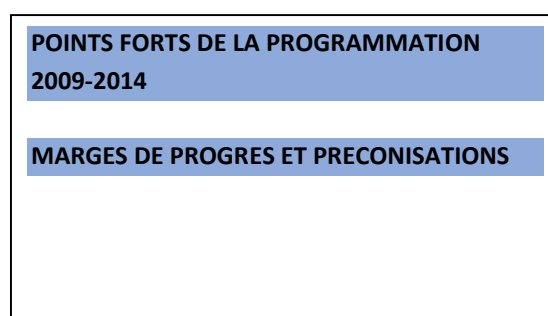 POINTS FORTS DE LA PROGRAMMATION
2009-2014
MARGES DE PROGRES ET PRECONISATIONS